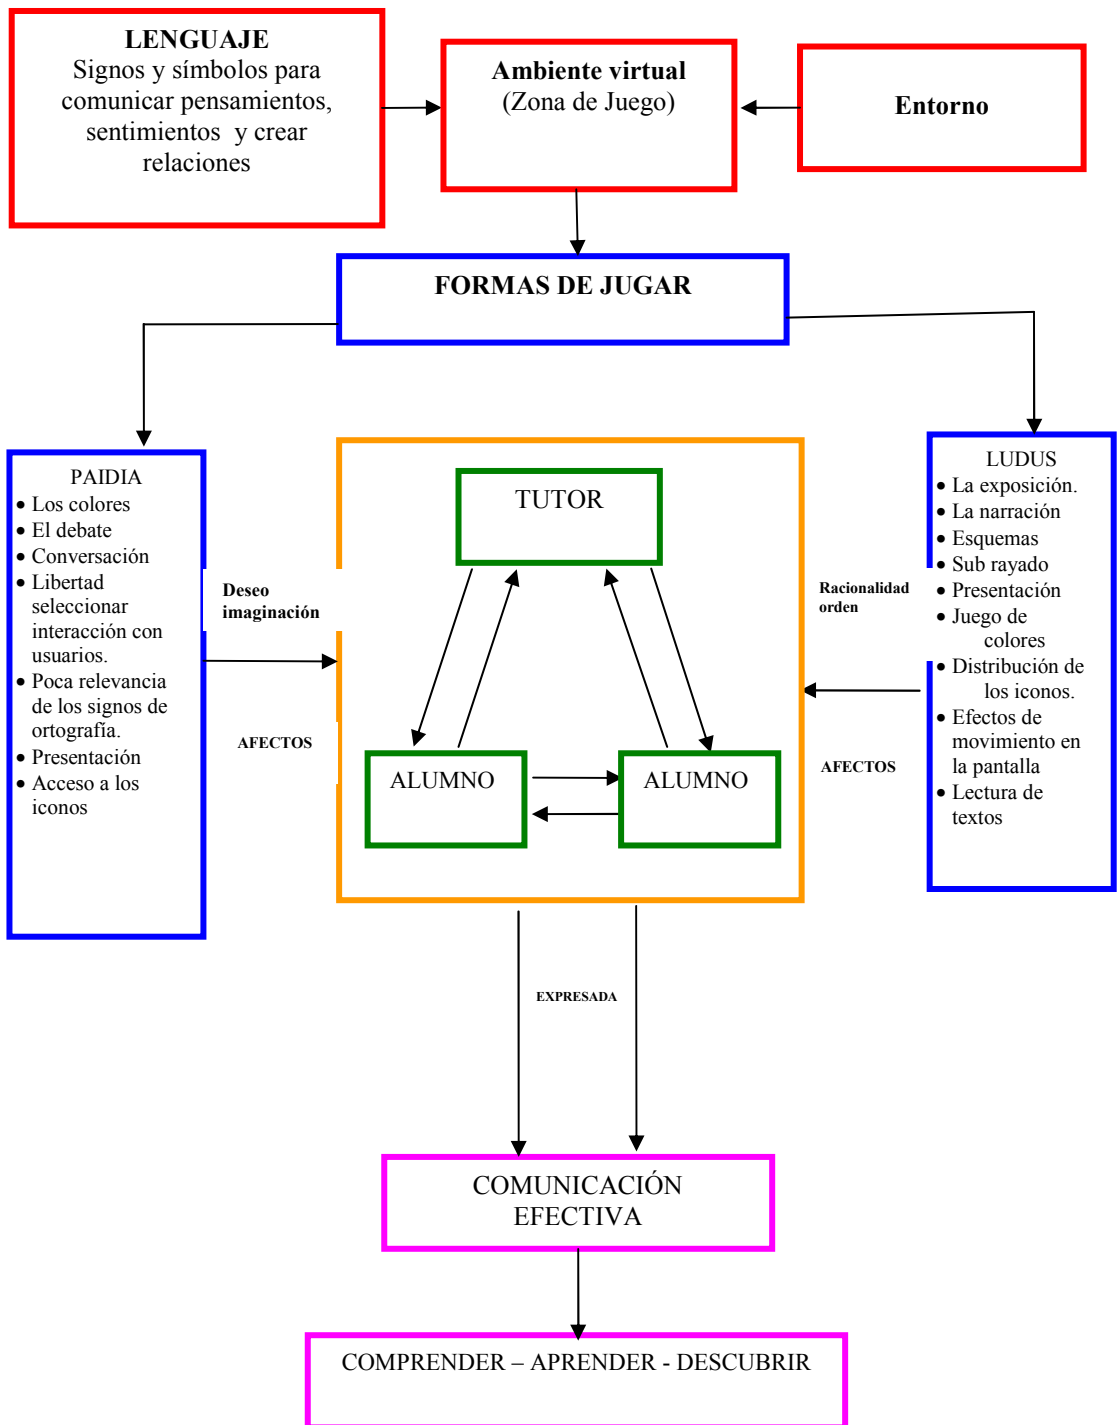 LENGUAJE
Signos y símbolos para
comunicar pensamientos,
sentimientos y crear
relaciones
Ambiente virtual
(Zona de Juego)
Entorno
FORMAS DE JUGAR
PAIDIA
• Los colores
• El debate
• Conversación
• Libertad
seleccionar
interacción con
usuarios.
• Poca relevancia
de los signos de
ortografía.
• Presentación
• Acceso a los
iconos
Deseo
imaginación
AFECTOS
TUTOR
ALUMNO
ALUMNO
Racionalidad
orden
AFECTOS
LUDUS
• La exposición.
• La narración
• Esquemas
• Sub rayado
• Presentación
• Juego de
colores
• Distribución de
los iconos.
• Efectos de
movimiento en
la pantalla
• Lectura de
textos
EXPRESADA
COMUNICACIÓN
EFECTIVA
COMPRENDER – APRENDER - DESCUBRIR